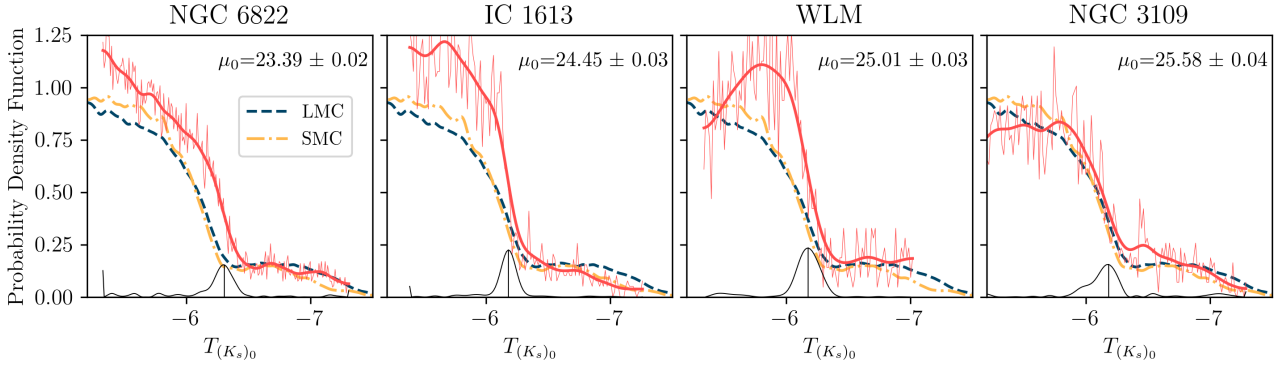 NGC 6822
IC 1613
WLM
NGC 3109
Probability Density Function
1.25
1.00
0.75
0.50
0.25
0.00
μ₀=23.39 ± 0.02
LMC
SMC
μ₀=24.45 ± 0.03
μ₀=25.01 ± 0.03
μ₀=25.58 ± 0.04
−6 −7
−6 −7
−6 −7
−6 −7
T(Kₛ)₀
T(Kₛ)₀
T(Kₛ)₀
T(Kₛ)₀